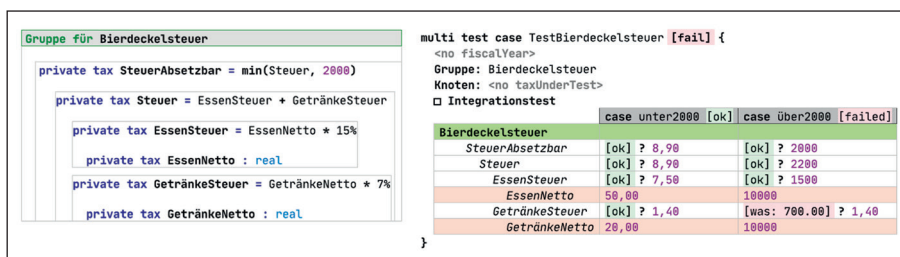 Gruppe für Bierdeckelsteuer
private tax SteuerAbsetzbar = min(Steuer, 2000)
private tax Steuer = EssenSteuer + GetränkeSteuer
private tax EssenSteuer = EssenNetto * 15%
private tax EssenNetto : real
private tax GetränkeSteuer = GetränkeNetto * 7%
private tax GetränkeNetto : real
multi test case TestBierdeckelsteuer [fail] {
<no fiscalYear>
Gruppe: Bierdeckelsteuer
Knoten: <no taxUnderTest>
Integrationstest
case unter2000 [ok] case über2000 [failed]
Bierdeckelsteuer
SteuerAbsetzbar [ok] ? 8,90 [ok] ? 2000
Steuer [ok] ? 8,90 [ok] ? 2200
EssenSteuer [ok] ? 7,50 [ok] ? 1500
EssenNetto 50,00 10000
GetränkeSteuer [ok] ? 1,40 [was: 700.00] ? 1,40
GetränkeNetto 20,00 10000
}